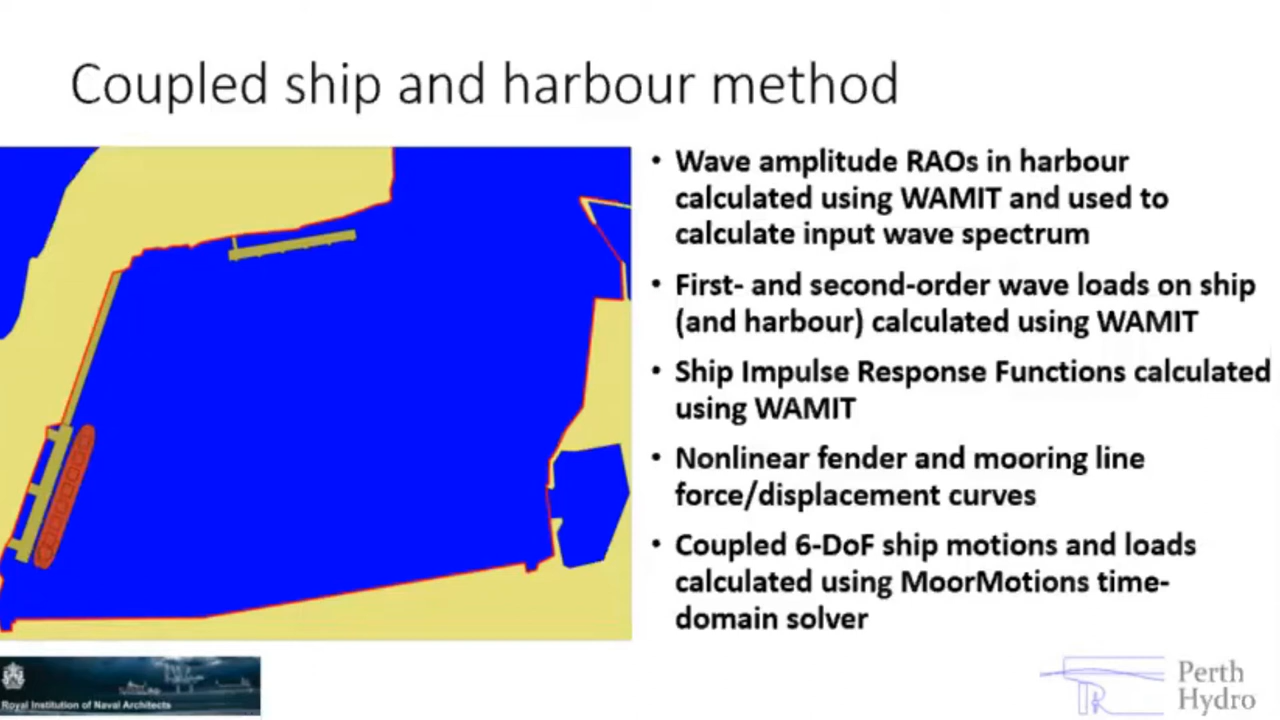 Coupled ship and harbour method
• Wave amplitude RAOs in harbour
calculated using WAMIT and used to
calculate input wave spectrum
• First- and second-order wave loads on ship
(and harbour) calculated using WAMIT
• Ship Impulse Response Functions calculated
using WAMIT
• Nonlinear fender and mooring line
force/displacement curves
• Coupled 6-DoF ship motions and loads
calculated using MoorMotions time-
domain solver
Royal Institution of Naval Architects
Perth
Hydro